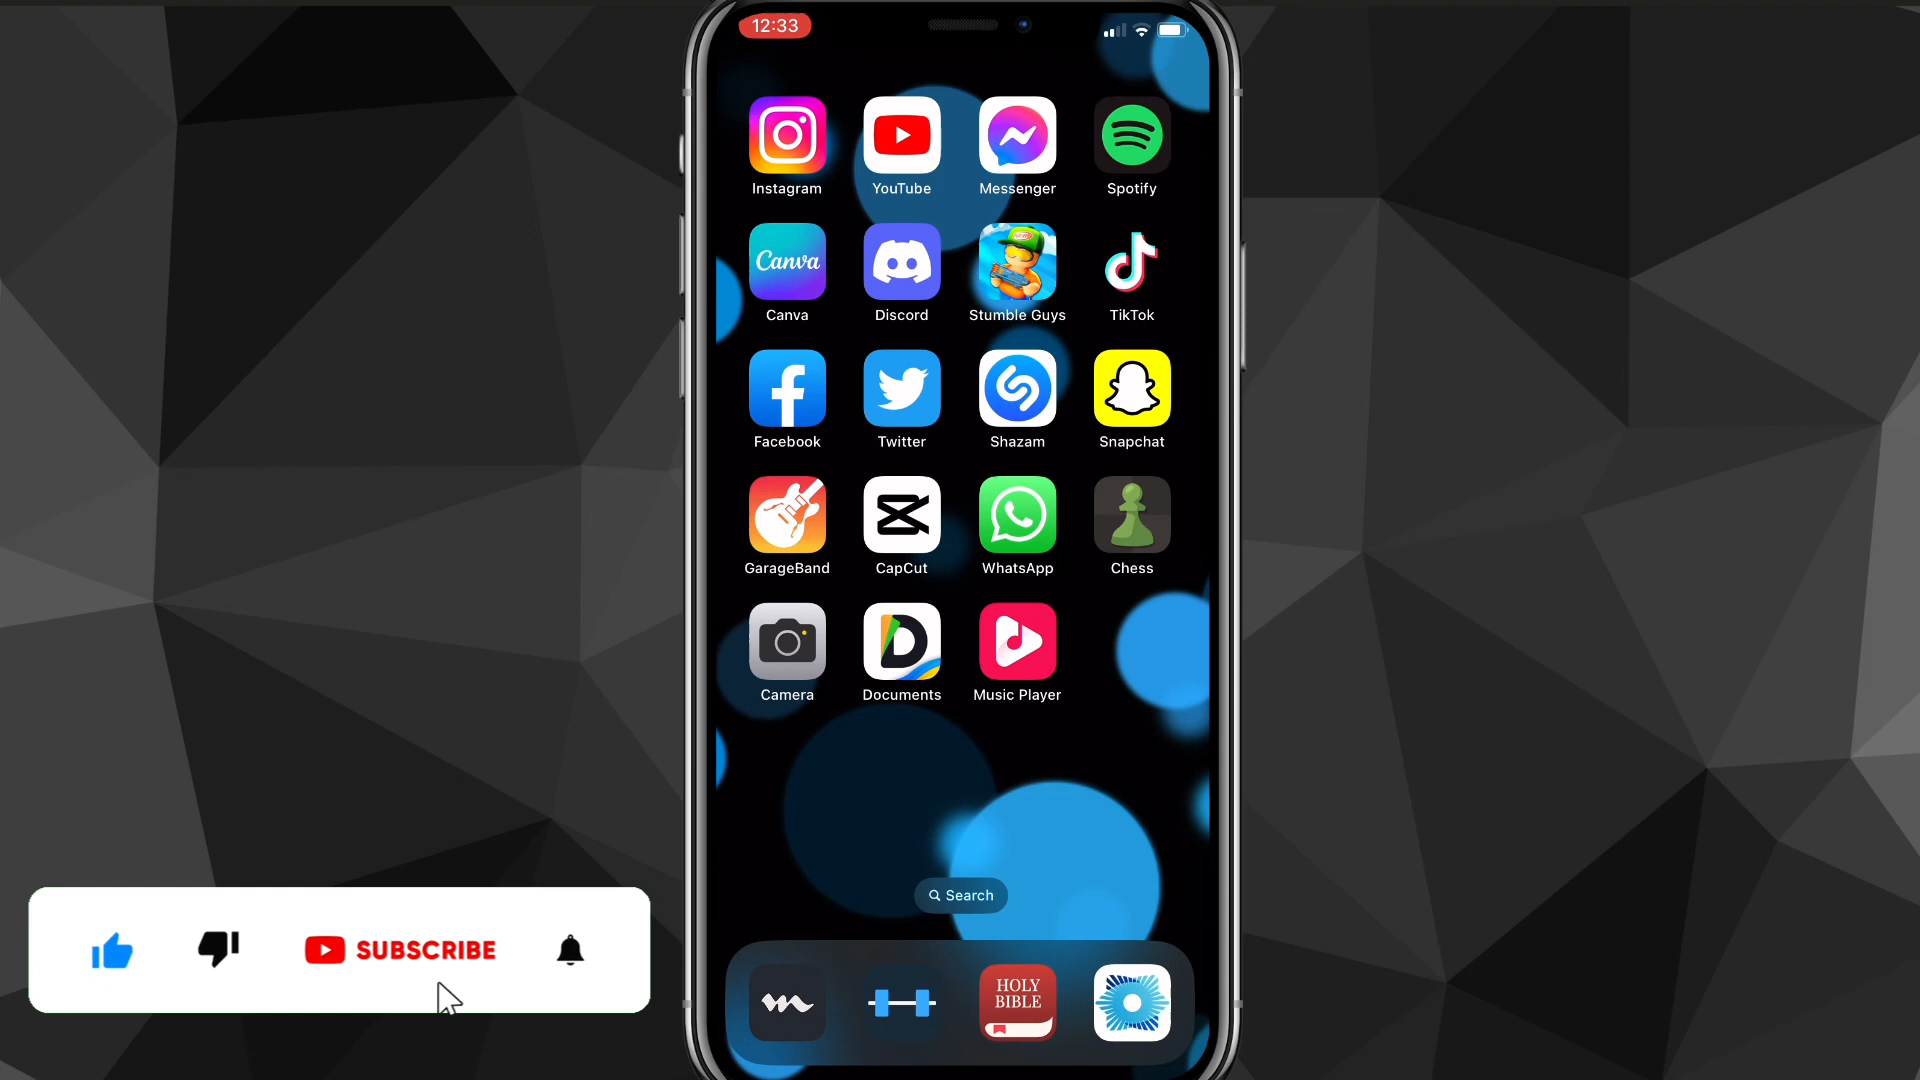 12:33
Instagram
YouTube
Messenger
Spotify
Canva
Canva
Discord
Stumble Guys
TikTok
Facebook
Twitter
Shazam
Snapchat
GarageBand
CapCut
WhatsApp
Chess
Camera
Documents
Music Player
Search
SUBSCRIBE
HOLY
BIBLE